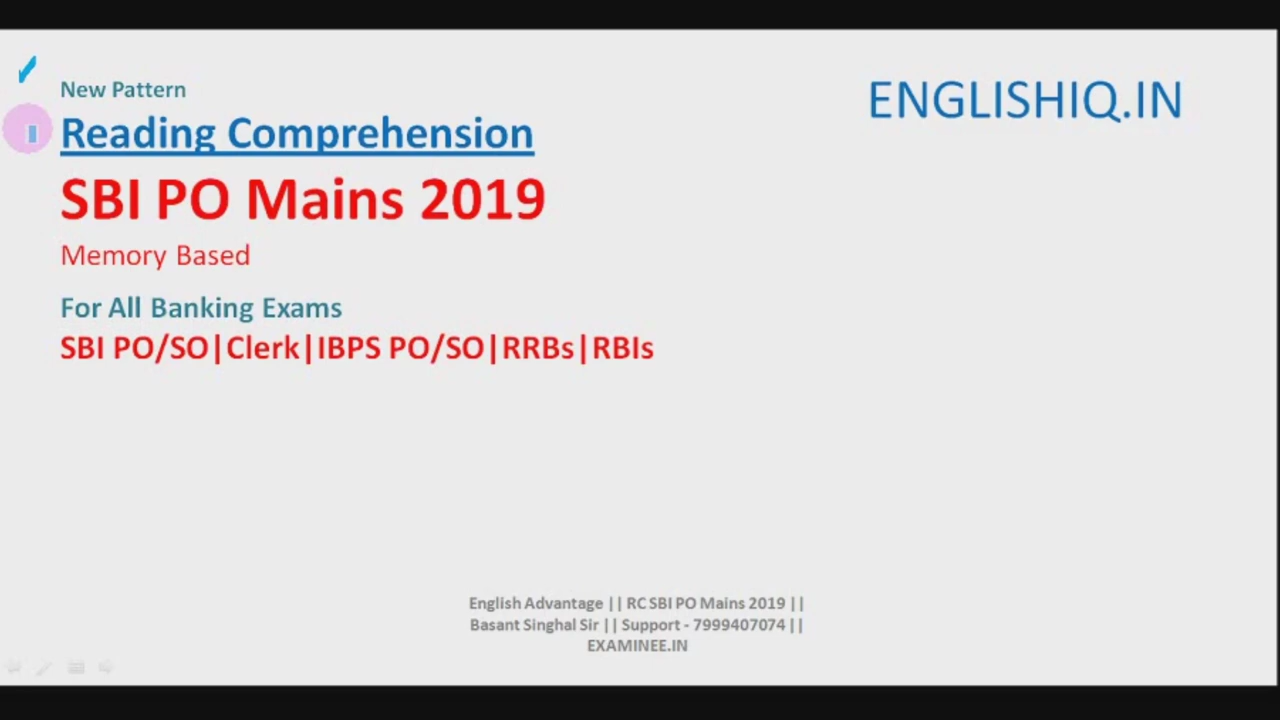 New Pattern
ENGLISHIQ.IN
Reading Comprehension
SBI PO Mains 2019
Memory Based
For All Banking Exams
SBI PO/SO|Clerk|IBPS PO/SO|RRBs|RBIs
English Advantage || RC SBI PO Mains 2019 ||
Basant Singhal Sir || Support - 7999407074 ||
EXAMINEE.IN